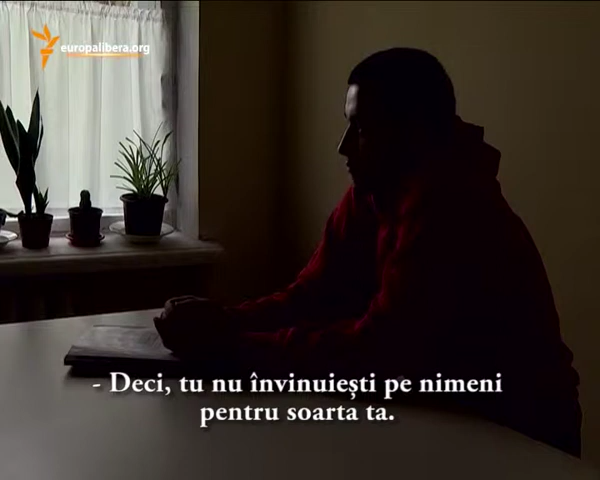 europalibera.org
- Deci, tu nu învinuiești pe nimeni
pentru soarta ta.